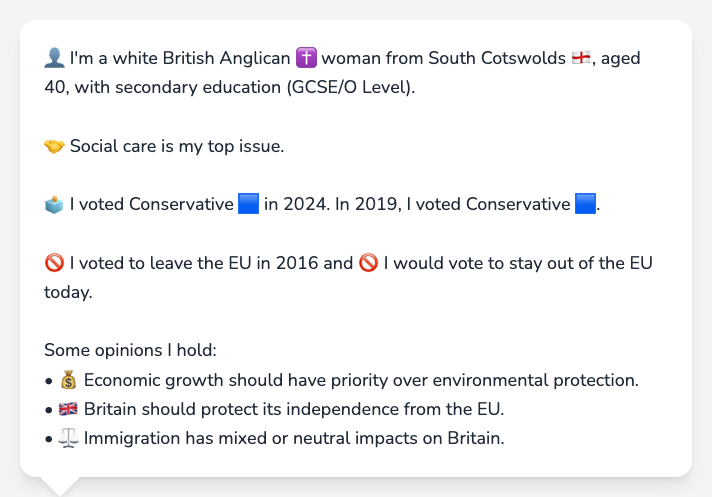 👤 I'm a white British Anglican ✝️ woman from South Cotswolds 🏴󠁧󠁢󠁥󠁮󠁧󠁿, aged
40, with secondary education (GCSE/O Level).
🤝 Social care is my top issue.
🗳️ I voted Conservative 🟦 in 2024. In 2019, I voted Conservative 🟦.
🚫 I voted to leave the EU in 2016 and 🚫 I would vote to stay out of the EU
today.
Some opinions I hold:
• 💰 Economic growth should have priority over environmental protection.
• 🇬🇧 Britain should protect its independence from the EU.
• ⚖️ Immigration has mixed or neutral impacts on Britain.